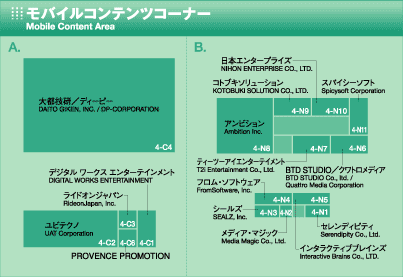 モバイルコンテンツコーナー
Mobile Content Area
A.
大都技研／ディーピー
DAITO GIKEN, INC. / DP-CORPORATION
4-C4
デジタル ワークス エンターテインメント
DIGITAL WORKS ENTERTAINMENT
ライドオンジャパン
RideonJapan, Inc.
ユビテクノ
UAT Corporation
4-C2
4-C3
4-C6
4-C1
PROVENCE PROMOTION
B.
日本エンタープライズ
NIHON ENTERPRISE CO., LTD.
コトブキソリューション
KOTOBUKI SOLUTION CO., LTD.
スパイシーソフト
Spicysoft Corporation
4-N9
4-N10
アンビション
Ambition Inc.
4-N11
4-N8
4-N7
4-N6
ティーツーアイエンターテイメント
T2i Entertainment Co., Ltd.
BTD STUDIO／クワトロメディア
BTD STUDIO Co., ltd. /
Quattro Media Corporation
フロム・ソフトウェア
FromSoftware, Inc.
4-N4
4-N5
シールズ
SEALZ, Inc.
4-N3
4-N2
4-N1
セレンディピティ
Serendipity Co., Ltd.
メディア・マジック
Media Magic Co., Ltd.
インタラクティブブレインズ
Interactive Brains Co., LTD.